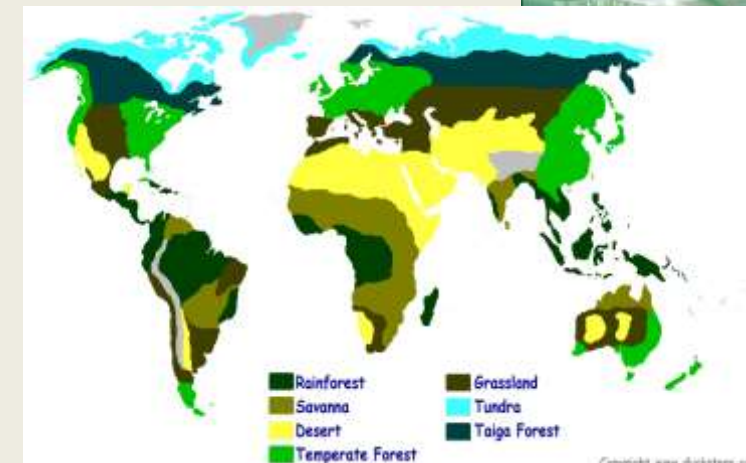 Rainforest
Savanna
Desert
Temperate Forest
Grassland
Tundra
Taiga Forest